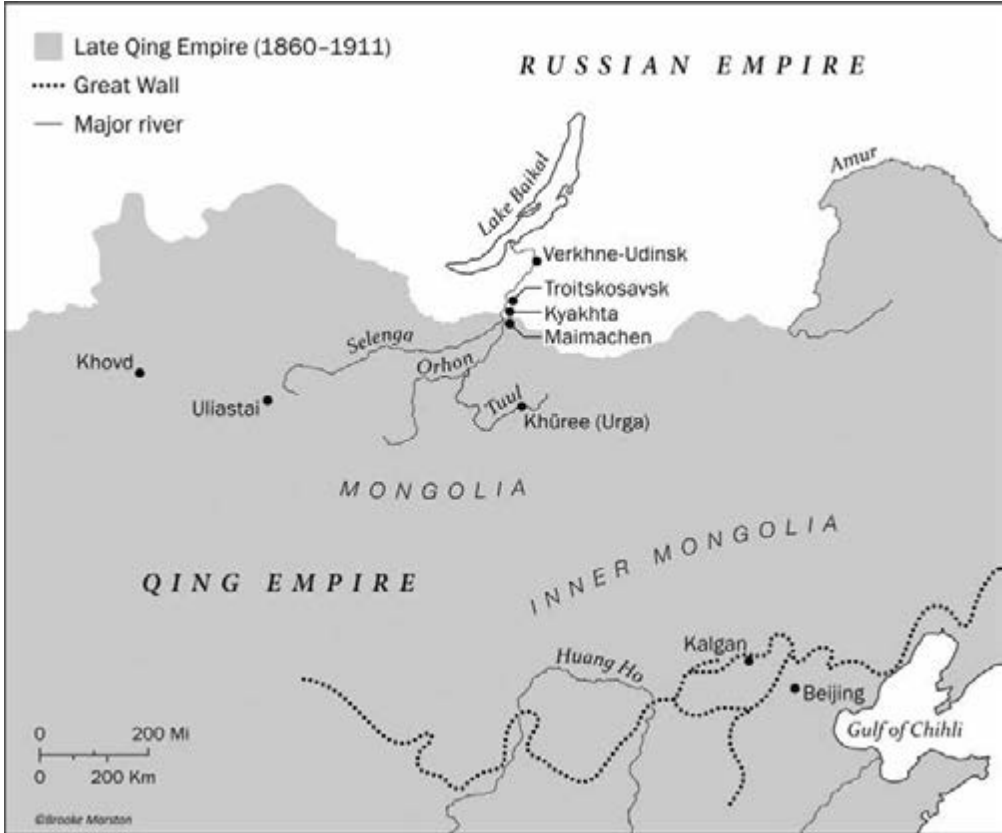 Late Qing Empire (1860–1911)
Great Wall
Major river
RUSSIAN EMPIRE
Amur
Lake Baikal
Verkhne-Udinsk
Troitskosavsk
Kyakhta
Maimachen
Selenga
Orhon
Khovd
Uliastai
Tuul
Khüree (Urga)
MONGOLIA
INNER MONGOLIA
QING EMPIRE
Kalgan
Huang Ho
Beijing
Gulf of Chihli
0 200 Mi
0 200 Km
©Brooke Marston